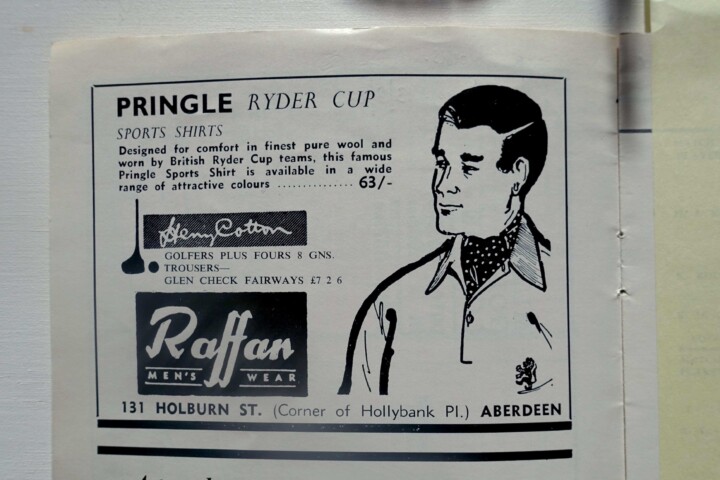 PRINGLE RYDER CUP
SPORTS SHIRTS
Designed for comfort in finest pure wool and
worn by British Ryder Cup teams, this famous
Pringle Sports Shirt is available in a wide
range of attractive colours ............... 63/-
Henry Cotton
GOLFERS PLUS FOURS 8 GNS.
TROUSERS—
GLEN CHECK FAIRWAYS £7 2 6
Raffan
MEN'S WEAR
131 HOLBURN ST. (Corner of Hollybank Pl.) ABERDEEN